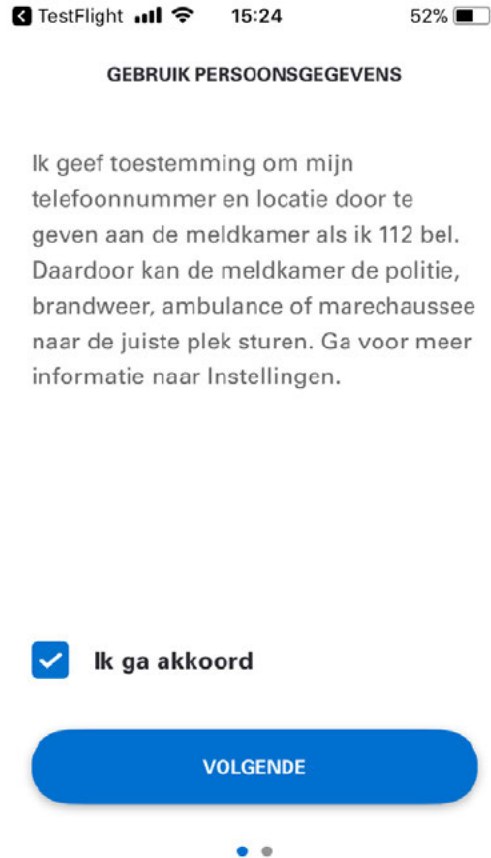 TestFlight 15:24 52%
GEBRUIK PERSOONSGEGEVENS
Ik geef toestemming om mijn
telefoonnummer en locatie door te
geven aan de meldkamer als ik 112 bel.
Daardoor kan de meldkamer de politie,
brandweer, ambulance of marechaussee
naar de juiste plek sturen. Ga voor meer
informatie naar Instellingen.
Ik ga akkoord
VOLGENDE